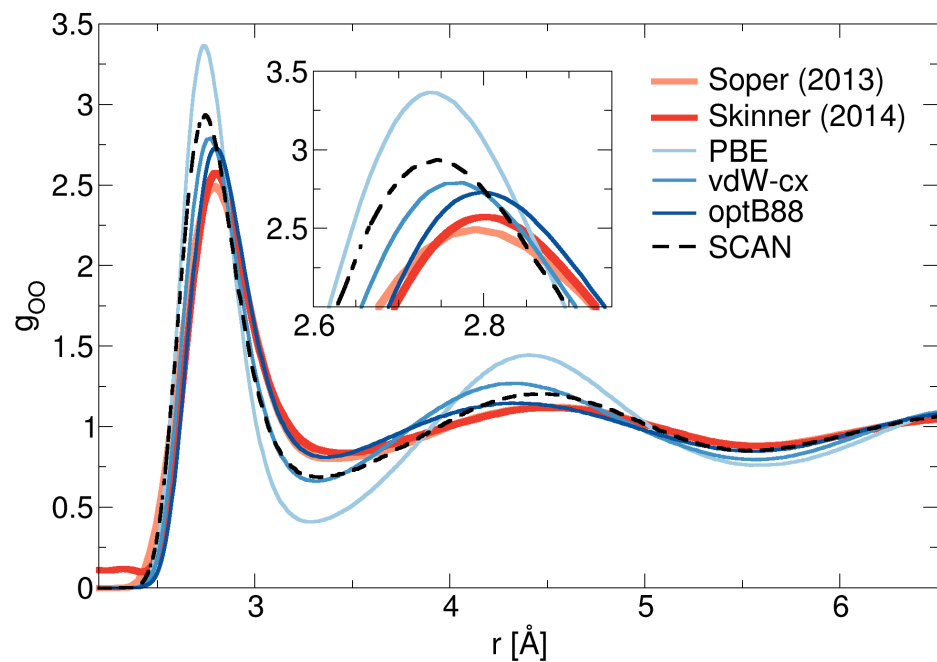 3.5
3
2.5
2
1.5
1
0.5
0
gOO
3.5
3
2.5
2.6 2.8
Soper (2013)
Skinner (2014)
PBE
vdW-cx
optB88
SCAN
3 4 5 6
r [Å]